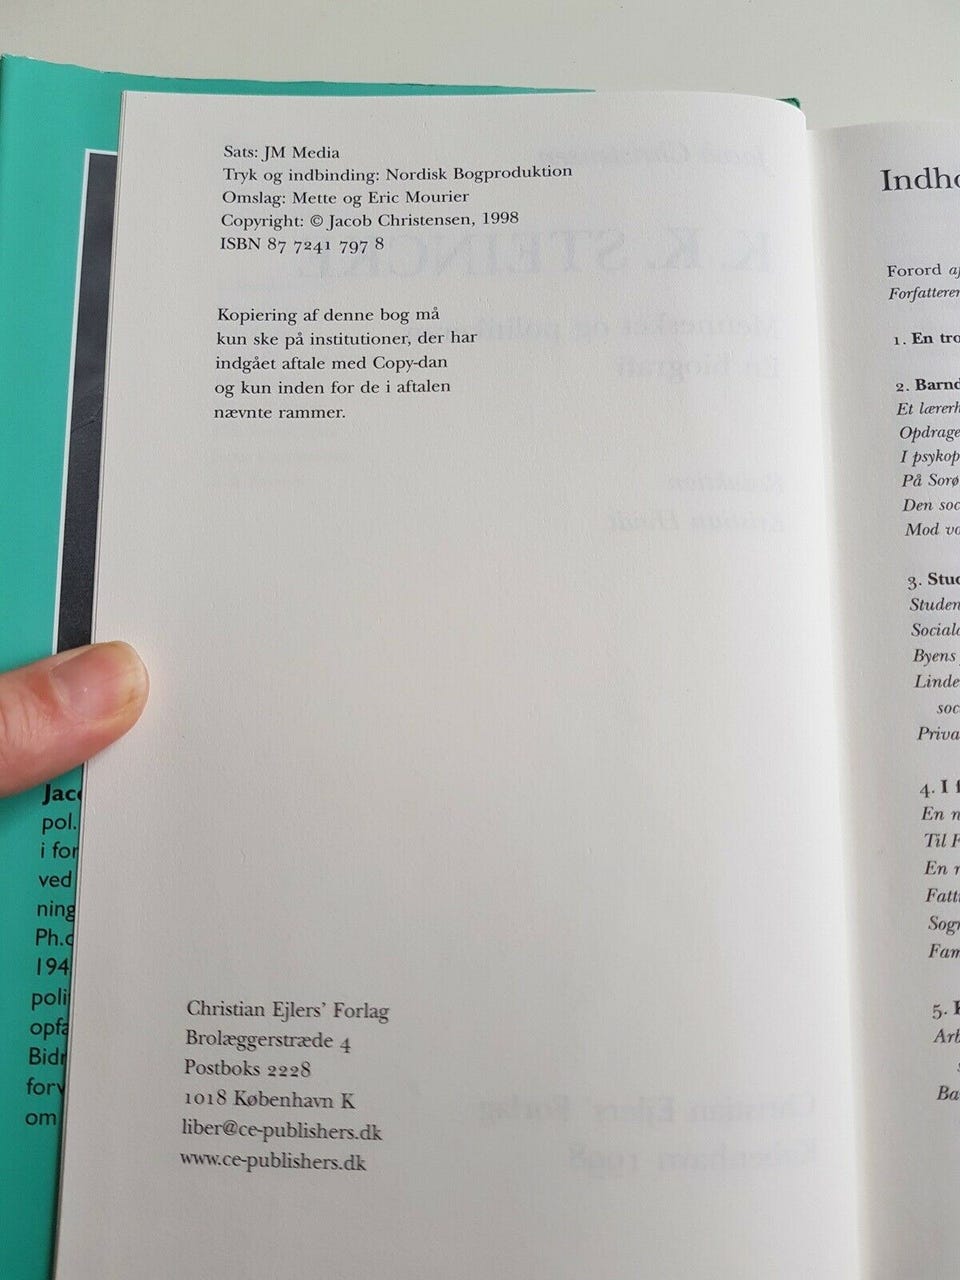 Sats: JM Media
Tryk og indbinding: Nordisk Bogproduktion
Omslag: Mette og Eric Mourier
Copyright: © Jacob Christensen, 1998
ISBN 87 7241 797 8
Kopiering af denne bog må
kun ske på institutioner, der har
indgået aftale med Copy-dan
og kun inden for de i aftalen
nævnte rammer.
Christian Ejlers' Forlag
Brolæggerstræde 4
Postboks 2228
1018 København K
liber@ce-publishers.dk
www.ce-publishers.dk
Jac
pol.
i for
ved
ning
Ph.d
194
poli
opfa
Bidr
forv
om
Indho
Forord af
Forfatteren
1. En tro
2. Barnd
Et lærerh
Opdrage
I psykop
På Sorø
Den soc
Mod vo
3. Stud
Studen
Sociald
Byens
Linde
soc
Priva
4. I f
En n
Til F
En n
Fatti
Sogn
Fam
5.
Arb
Ba